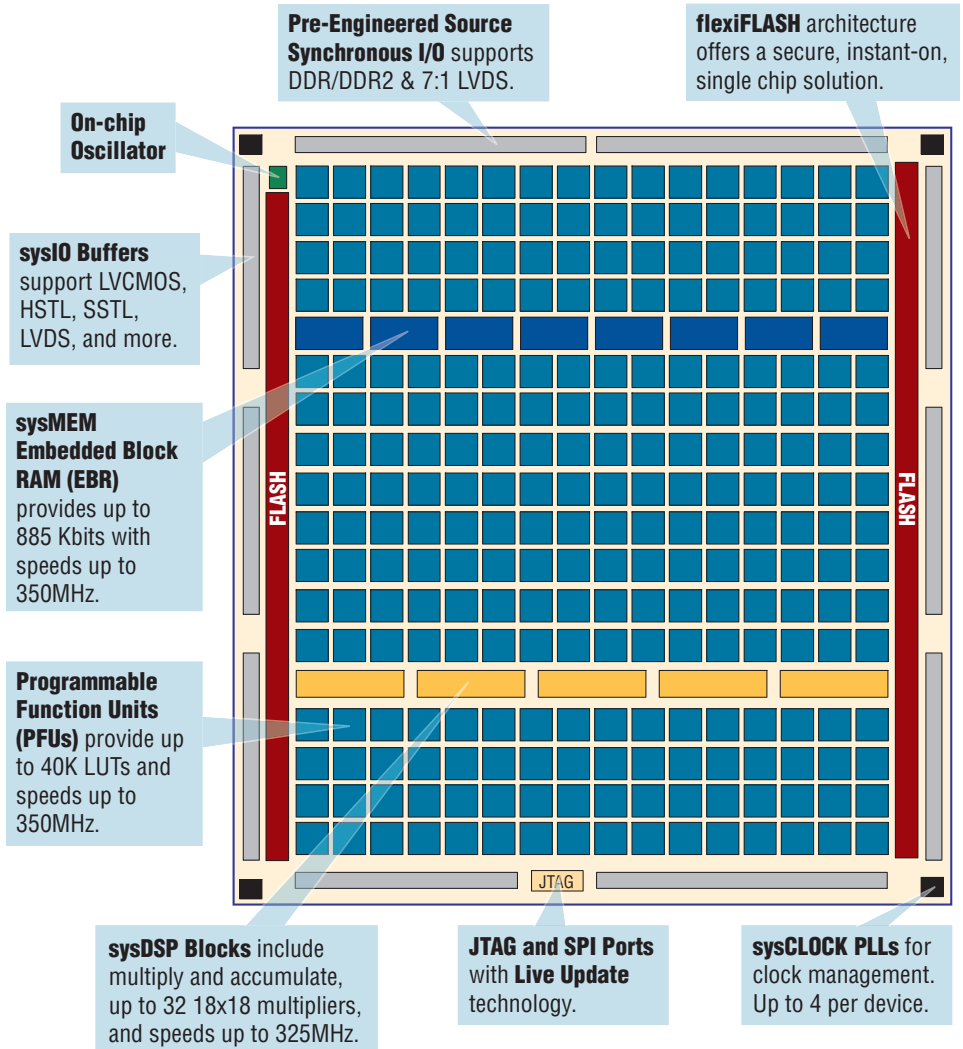 Pre-Engineered Source
Synchronous I/O supports
DDR/DDR2 & 7:1 LVDS.
flexiFLASH architecture
offers a secure, instant-on,
single chip solution.
On-chip
Oscillator
sysIO Buffers
support LVCMOS,
HSTL, SSTL,
LVDS, and more.
sysMEM
Embedded Block
RAM (EBR)
provides up to
885 Kbits with
speeds up to
350MHz.
FLASH
FLASH
Programmable
Function Units
(PFUs) provide up
to 40K LUTs and
speeds up to
350MHz.
JTAG
sysDSP Blocks include
multiply and accumulate,
up to 32 18x18 multipliers,
and speeds up to 325MHz.
JTAG and SPI Ports
with Live Update
technology.
sysCLOCK PLLs for
clock management.
Up to 4 per device.